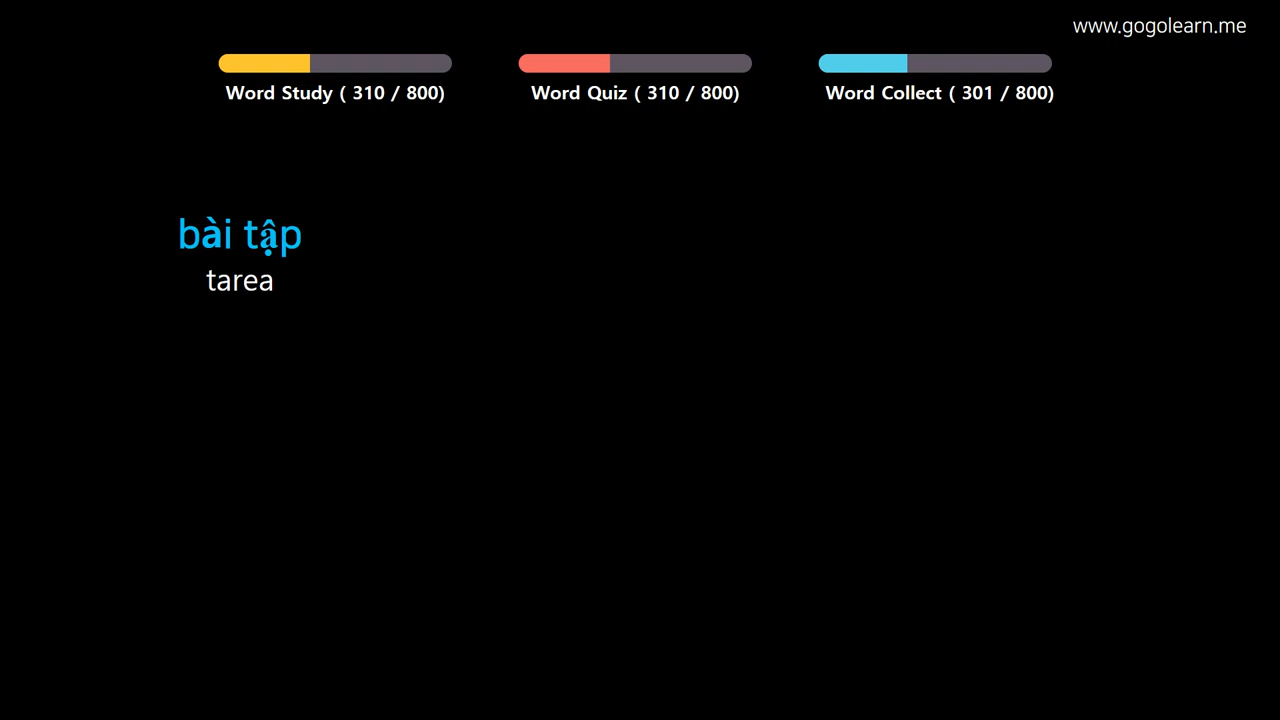 www.gogolearn.me
Word Study ( 310 / 800)
Word Quiz ( 310 / 800)
Word Collect ( 301 / 800)
bài tập
tarea